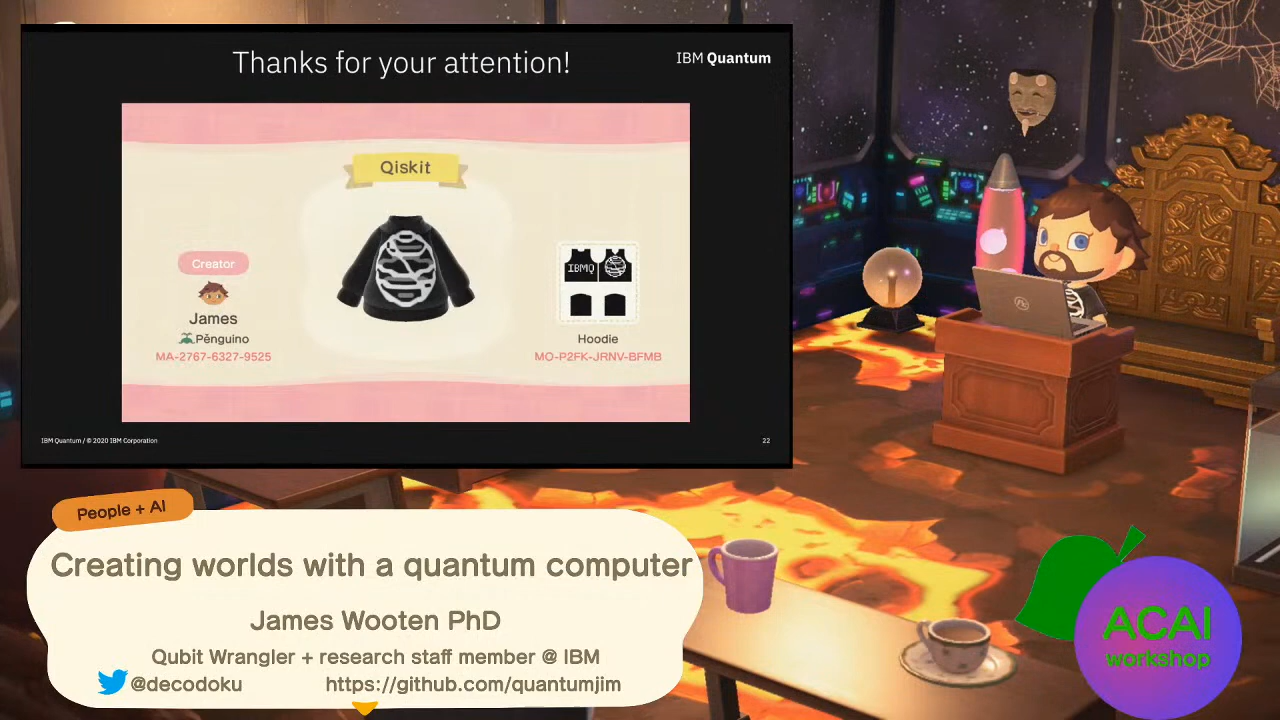 Thanks for your attention!
IBM Quantum
Qiskit
Creator
James
Pěnguino
MA-2767-6327-9525
IBMQ
Hoodie
MO-P2FK-JRNV-BFMB
IBM Quantum / © 2020 IBM Corporation
22
People + AI
Creating worlds with a quantum computer
James Wooten PhD
Qubit Wrangler + research staff member @ IBM
@decodoku
https://github.com/quantumjim
ACAI
workshop